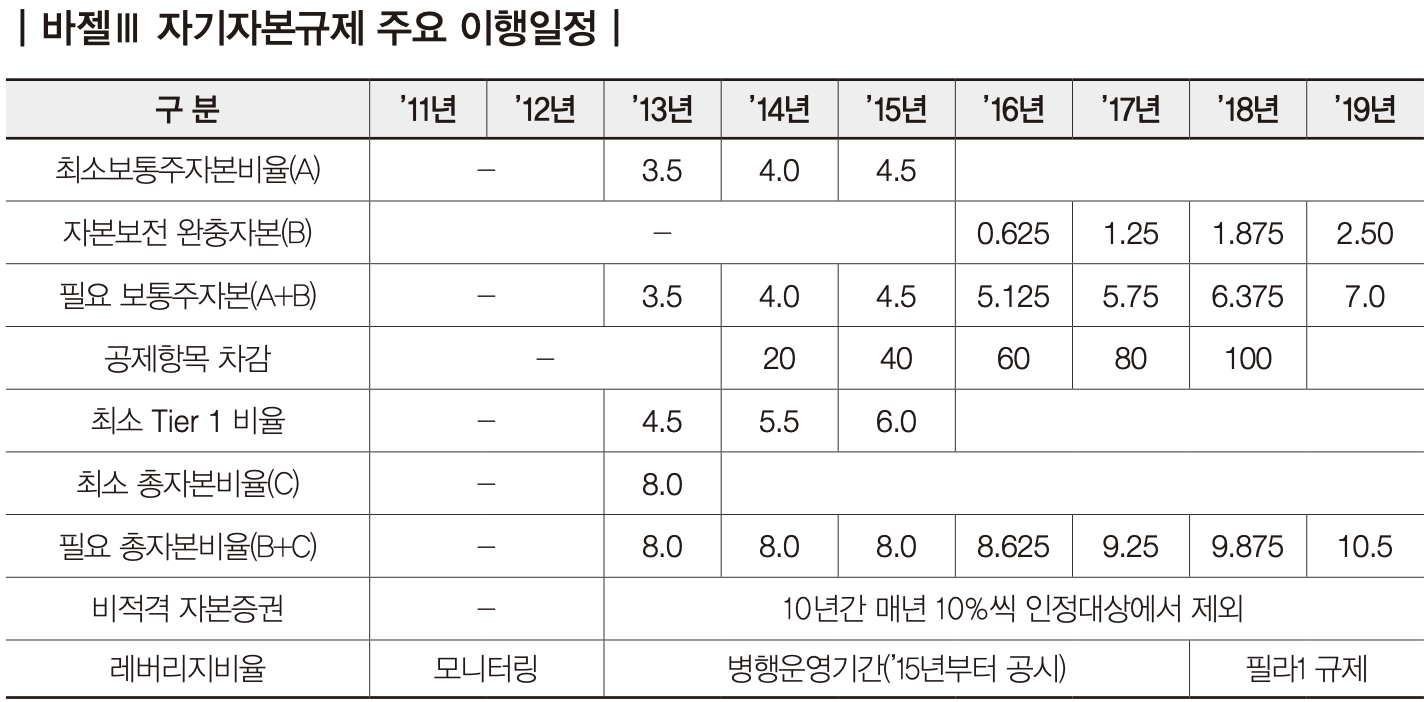 | 바젤Ⅲ 자기자본규제 주요 이행일정 |
구 분 ’11년 ’12년 ’13년 ’14년 ’15년 ’16년 ’17년 ’18년 ’19년
최소보통주자본비율(A) – 3.5 4.0 4.5
자본보전 완충자본(B) – 0.625 1.25 1.875 2.50
필요 보통주자본(A+B) – 3.5 4.0 4.5 5.125 5.75 6.375 7.0
공제항목 차감 – 20 40 60 80 100
최소 Tier 1 비율 – 4.5 5.5 6.0
최소 총자본비율(C) – 8.0
필요 총자본비율(B+C) – 8.0 8.0 8.0 8.625 9.25 9.875 10.5
비적격 자본증권 – 10년간 매년 10%씩 인정대상에서 제외
레버리지비율 모니터링 병행운영기간(’15년부터 공시) 필라1 규제